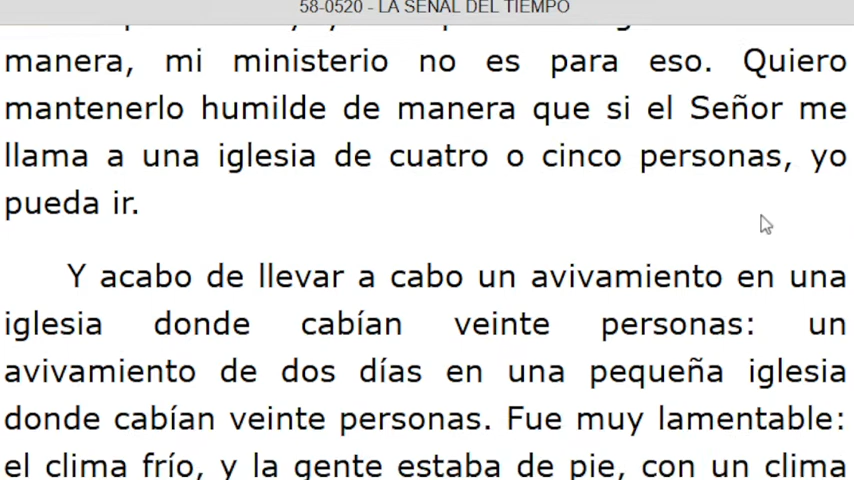 58-0520 - LA SEÑAL DEL TIEMPO
manera, mi ministerio no es para eso. Quiero
mantenerlo humilde de manera que si el Señor me
llama a una iglesia de cuatro o cinco personas, yo
pueda ir.
Y acabo de llevar a cabo un avivamiento en una
iglesia donde cabían veinte personas: un
avivamiento de dos días en una pequeña iglesia
donde cabían veinte personas. Fue muy lamentable:
el clima frío, y la gente estaba de pie, con un clima